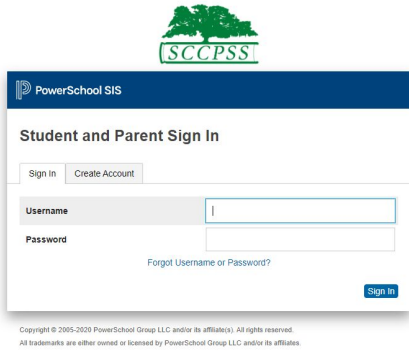 SCCPSS
PowerSchool SIS
Student and Parent Sign In
Sign In Create Account
Username
Password
Forgot Username or Password?
Sign In
Copyright © 2005-2020 PowerSchool Group LLC and/or its affiliate(s). All rights reserved.
All trademarks are either owned or licensed by PowerSchool Group LLC and/or its affiliates.